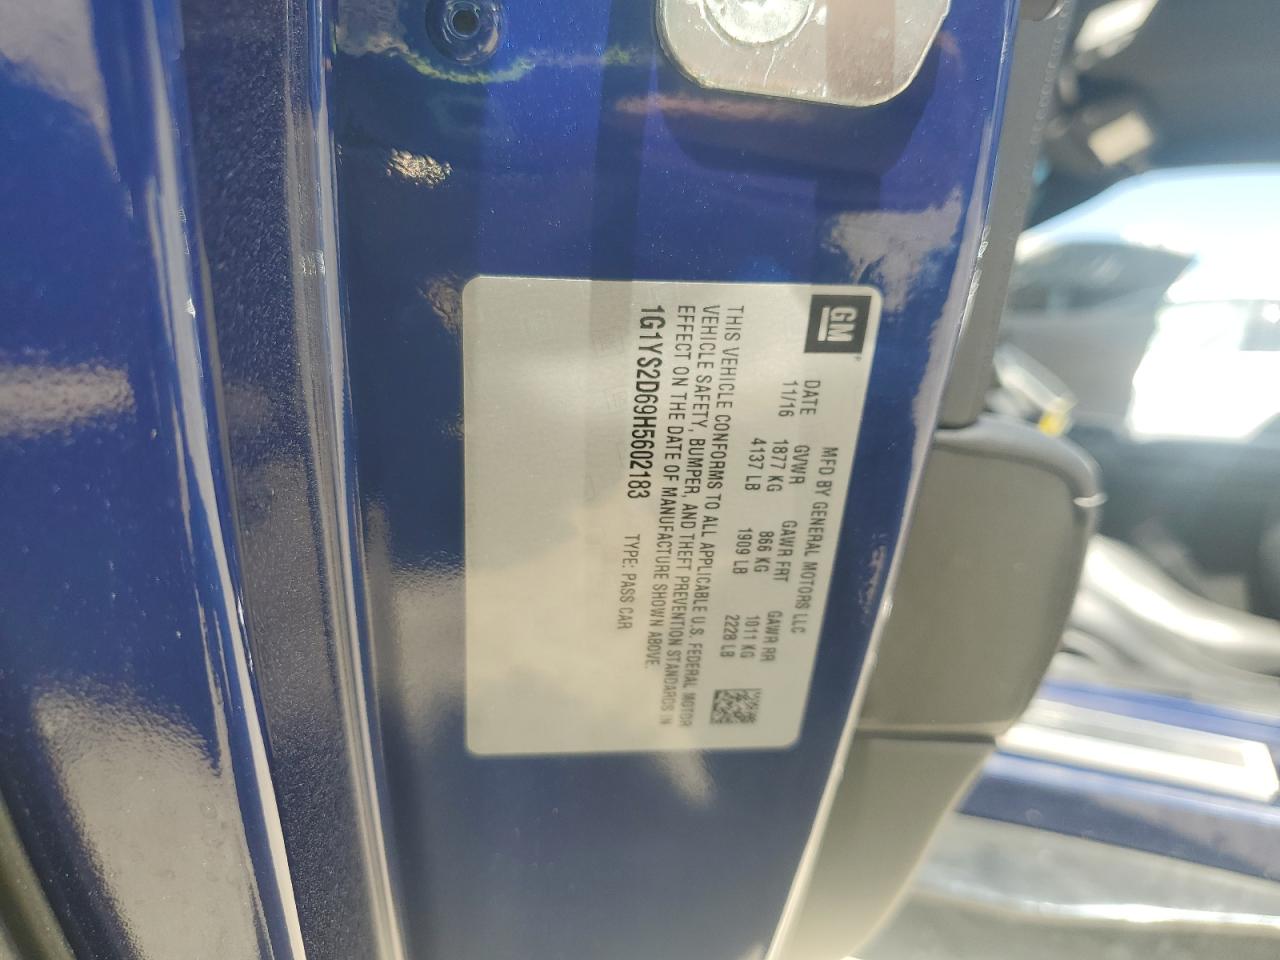 GM
MFD BY GENERAL MOTORS LLC
DATE GVWR GAWR FRT GAWR RR
11/16 1877 KG 866 KG 1011 KG
4137 LB 1909 LB 2228 LB
THIS VEHICLE CONFORMS TO ALL APPLICABLE U.S. FEDERAL MOTOR
VEHICLE SAFETY, BUMPER, AND THEFT PREVENTION STANDARDS IN
EFFECT ON THE DATE OF MANUFACTURE SHOWN ABOVE.
1G1YS2D69H5602183 TYPE: PASS CAR